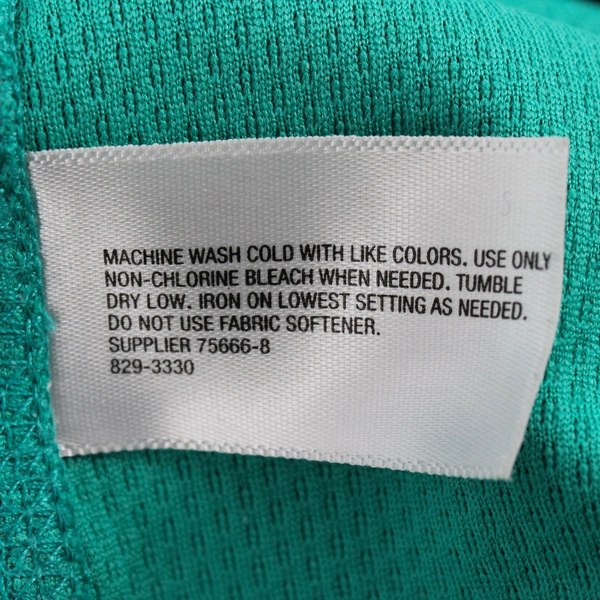 MACHINE WASH COLD WITH LIKE COLORS. USE ONLY
NON-CHLORINE BLEACH WHEN NEEDED. TUMBLE
DRY LOW. IRON ON LOWEST SETTING AS NEEDED.
DO NOT USE FABRIC SOFTENER.
SUPPLIER 75666-8
829-3330